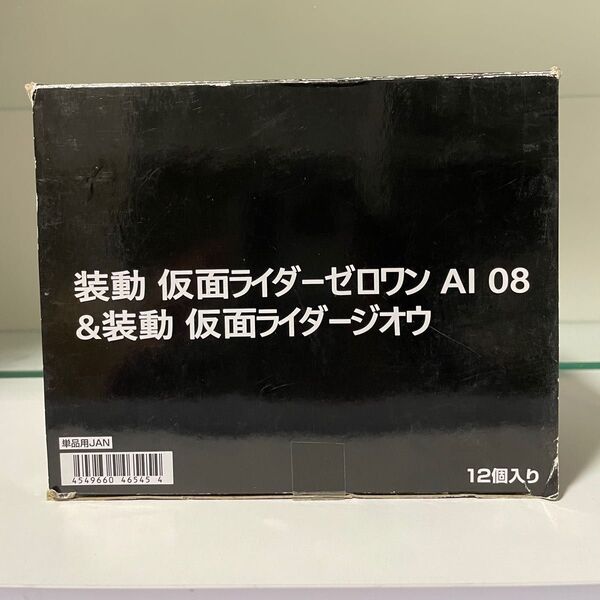 装動 仮面ライダーゼロワン AI 08
&装動 仮面ライダージオウ
単品用JAN
4549660 46545 4
12個入り